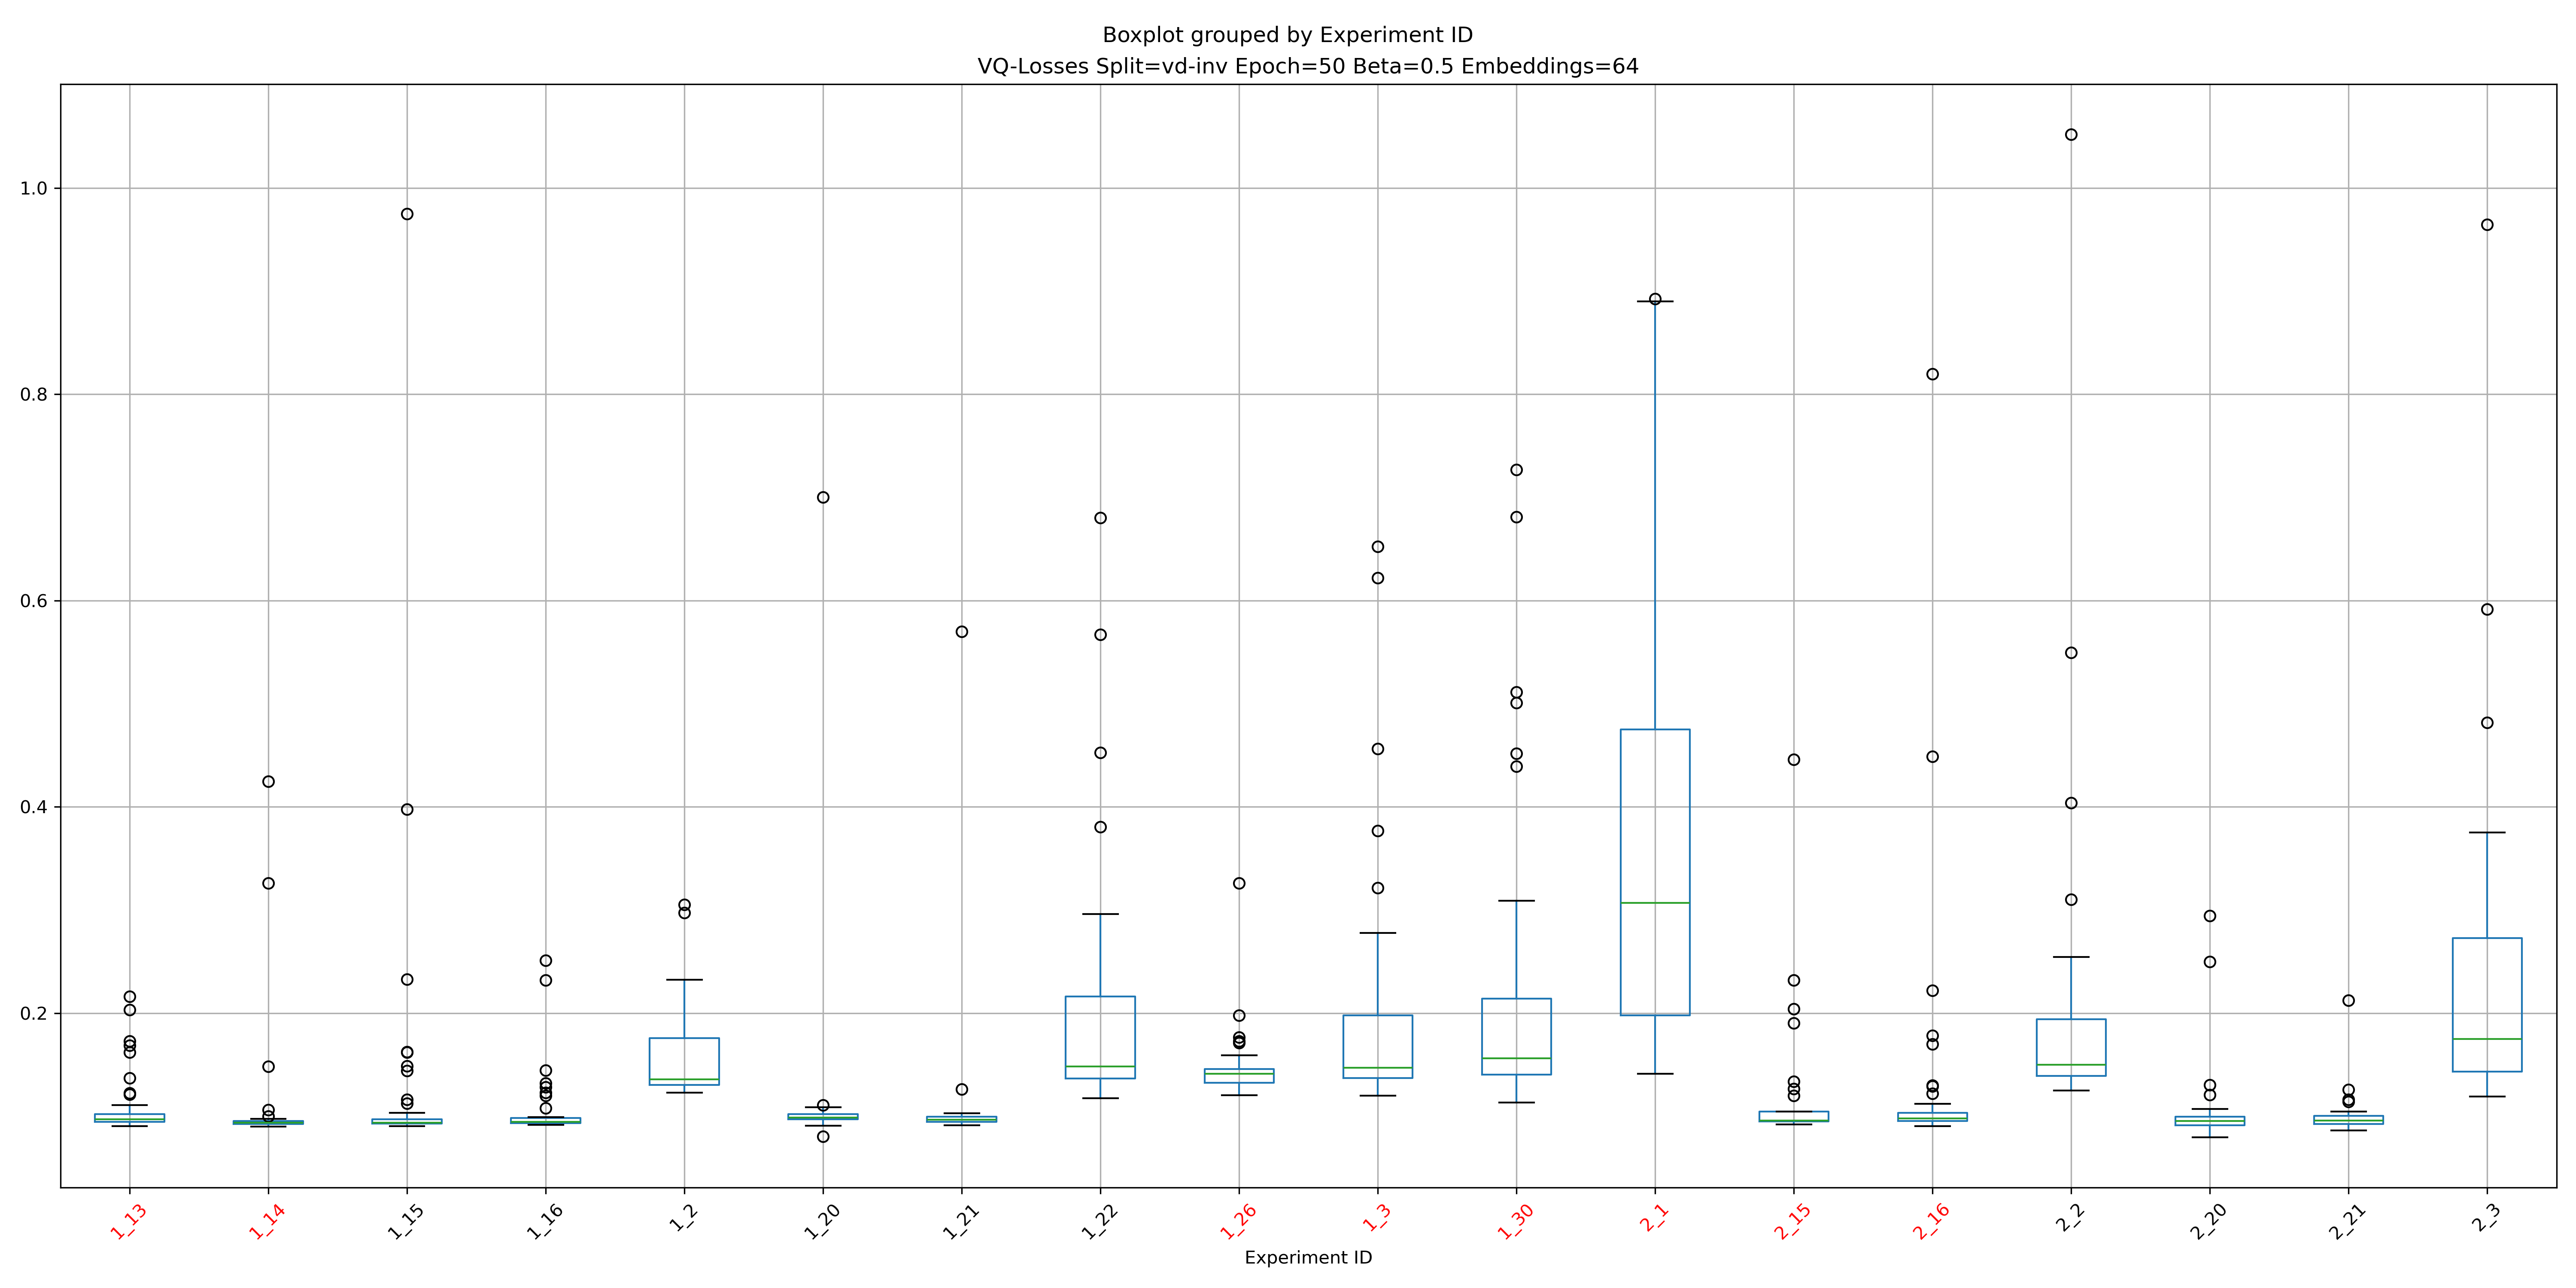 Boxplot grouped by Experiment ID
VQ-Losses Split=vd-inv Epoch=50 Beta=0.5 Embeddings=64
1.0
0.8
0.6
0.4
0.2
1_13 1_14 1_15 1_16 1_2 1_20 1_21 1_22 1_26 1_3 1_30 2_1 2_15 2_16 2_2 2_20 2_21 2_3
Experiment ID